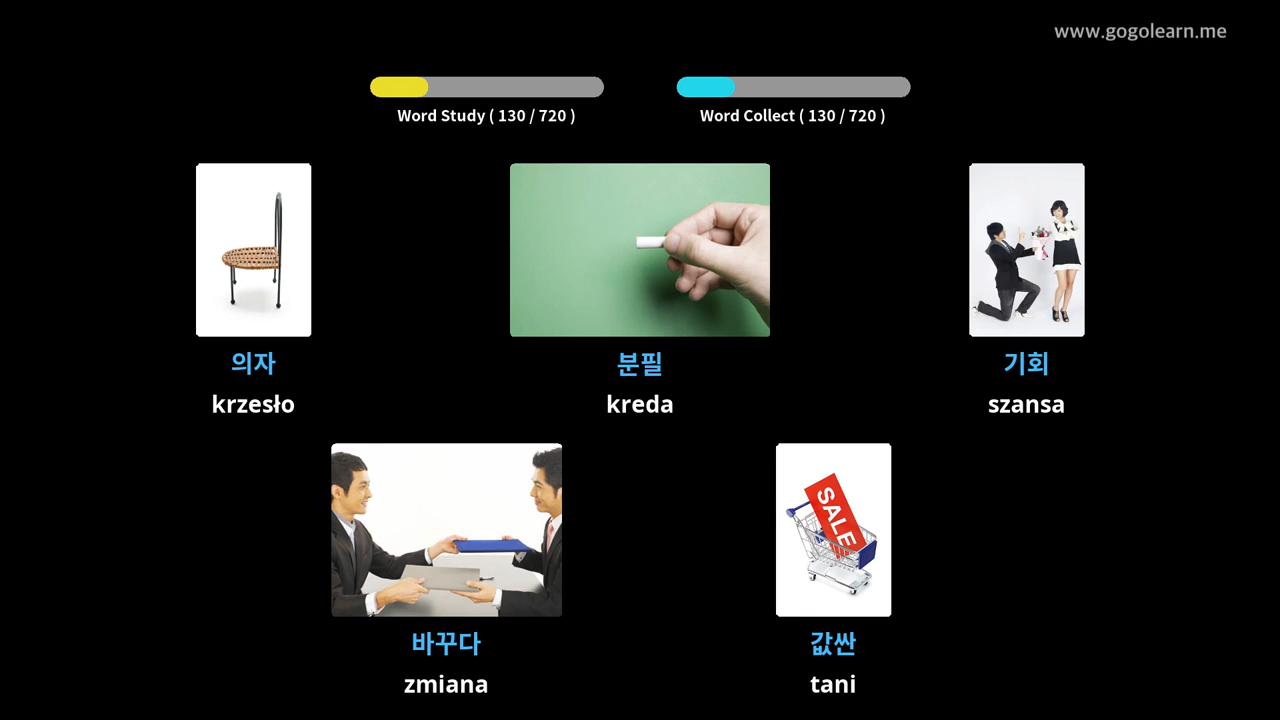 www.gogolearn.me
Word Study ( 130 / 720 )
Word Collect ( 130 / 720 )
의자
krzesło
분필
kreda
기회
szansa
SALE
바꾸다
zmiana
값싼
tani